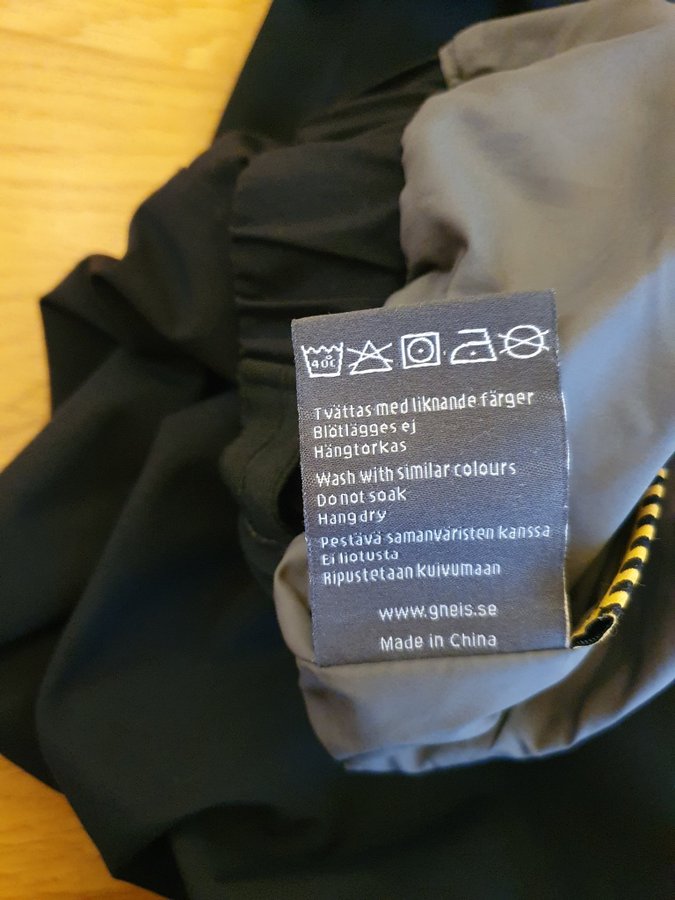 40c
Tvättas med liknande färger
Blötlägges ej
Hängtorkas
Wash with similar colours
Do not soak
Hang dry
Pestävä samanväristen kanssa
Ei liotusta
Ripustetaan kuivumaan
www.gneis.se
Made in China